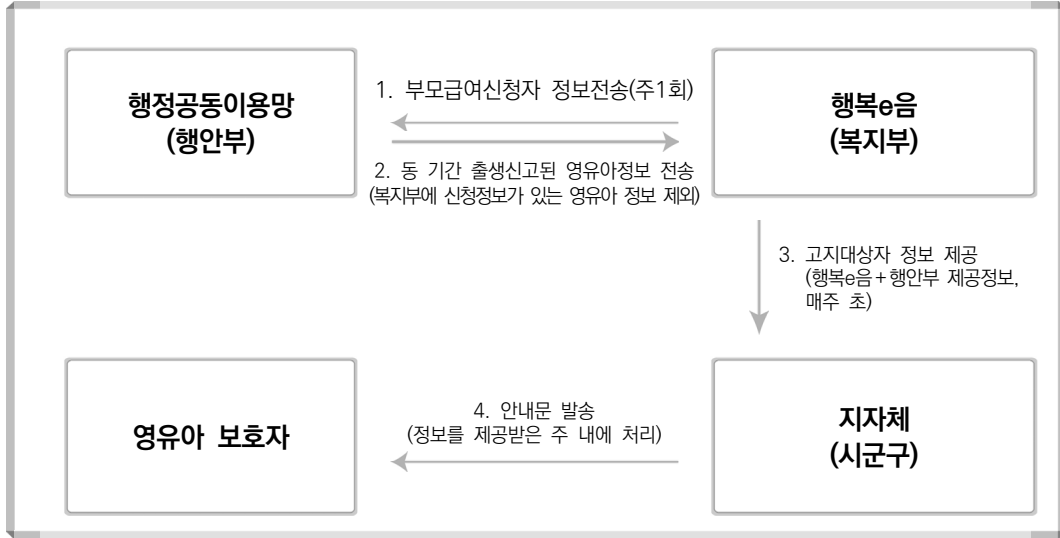 행정공동이용망
(행안부)
1. 부모급여신청자 정보전송(주1회)
2. 동 기간 출생신고된 영유아정보 전송
(복지부에 신청정보가 있는 영유아 정보 제외)
행복e음
(복지부)
3. 고지대상자 정보 제공
(행복e음+행안부 제공정보,
매주 초)
영유아 보호자
4. 안내문 발송
(정보를 제공받은 주 내에 처리)
지자체
(시군구)